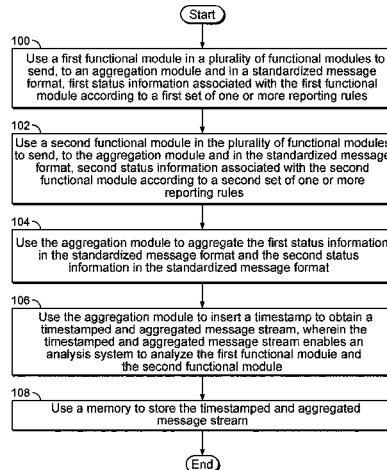 Start
100
Use a first functional module in a plurality of functional modules to
send, to an aggregation module and in a standardized message
format, first status information associated with the first functional
module according to a first set of one or more reporting rules
102
Use a second functional module in the plurality of functional modules
to send, to the aggregation module and in the standardized message
format, second status information associated with the second
functional module according to a second set of one or more
reporting rules
104
Use the aggregation module to aggregate the first status information
in the standardized message format and the second status
information in the standardized message format
106
Use the aggregation module to insert a timestamp to obtain a
timestamped and aggregated message stream, wherein the
timestamped and aggregated message stream enables an
analysis system to analyze the first functional module and
the second functional module
108
Use a memory to store the timestamped and aggregated
message stream
End